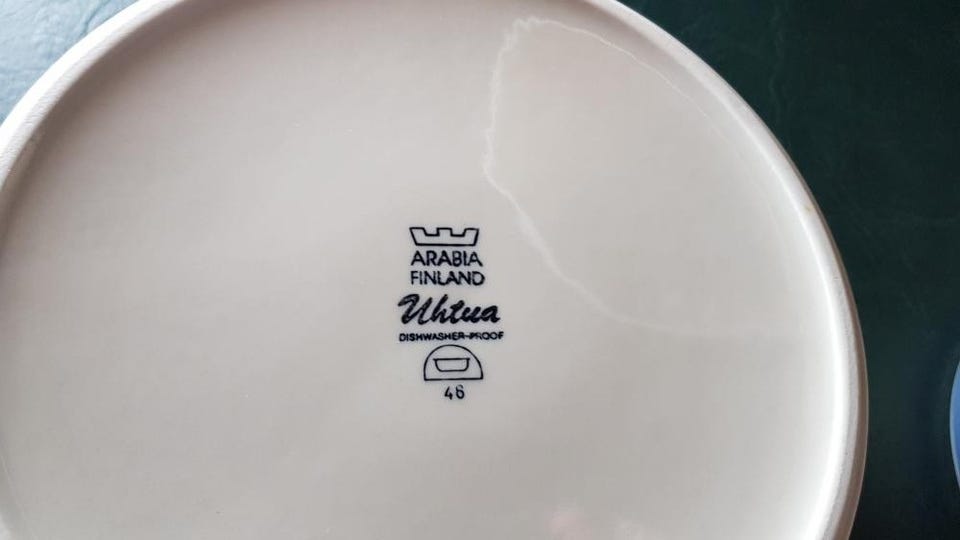 ARABIA
FINLAND
Uhtua
DISHWASHER-PROOF
46